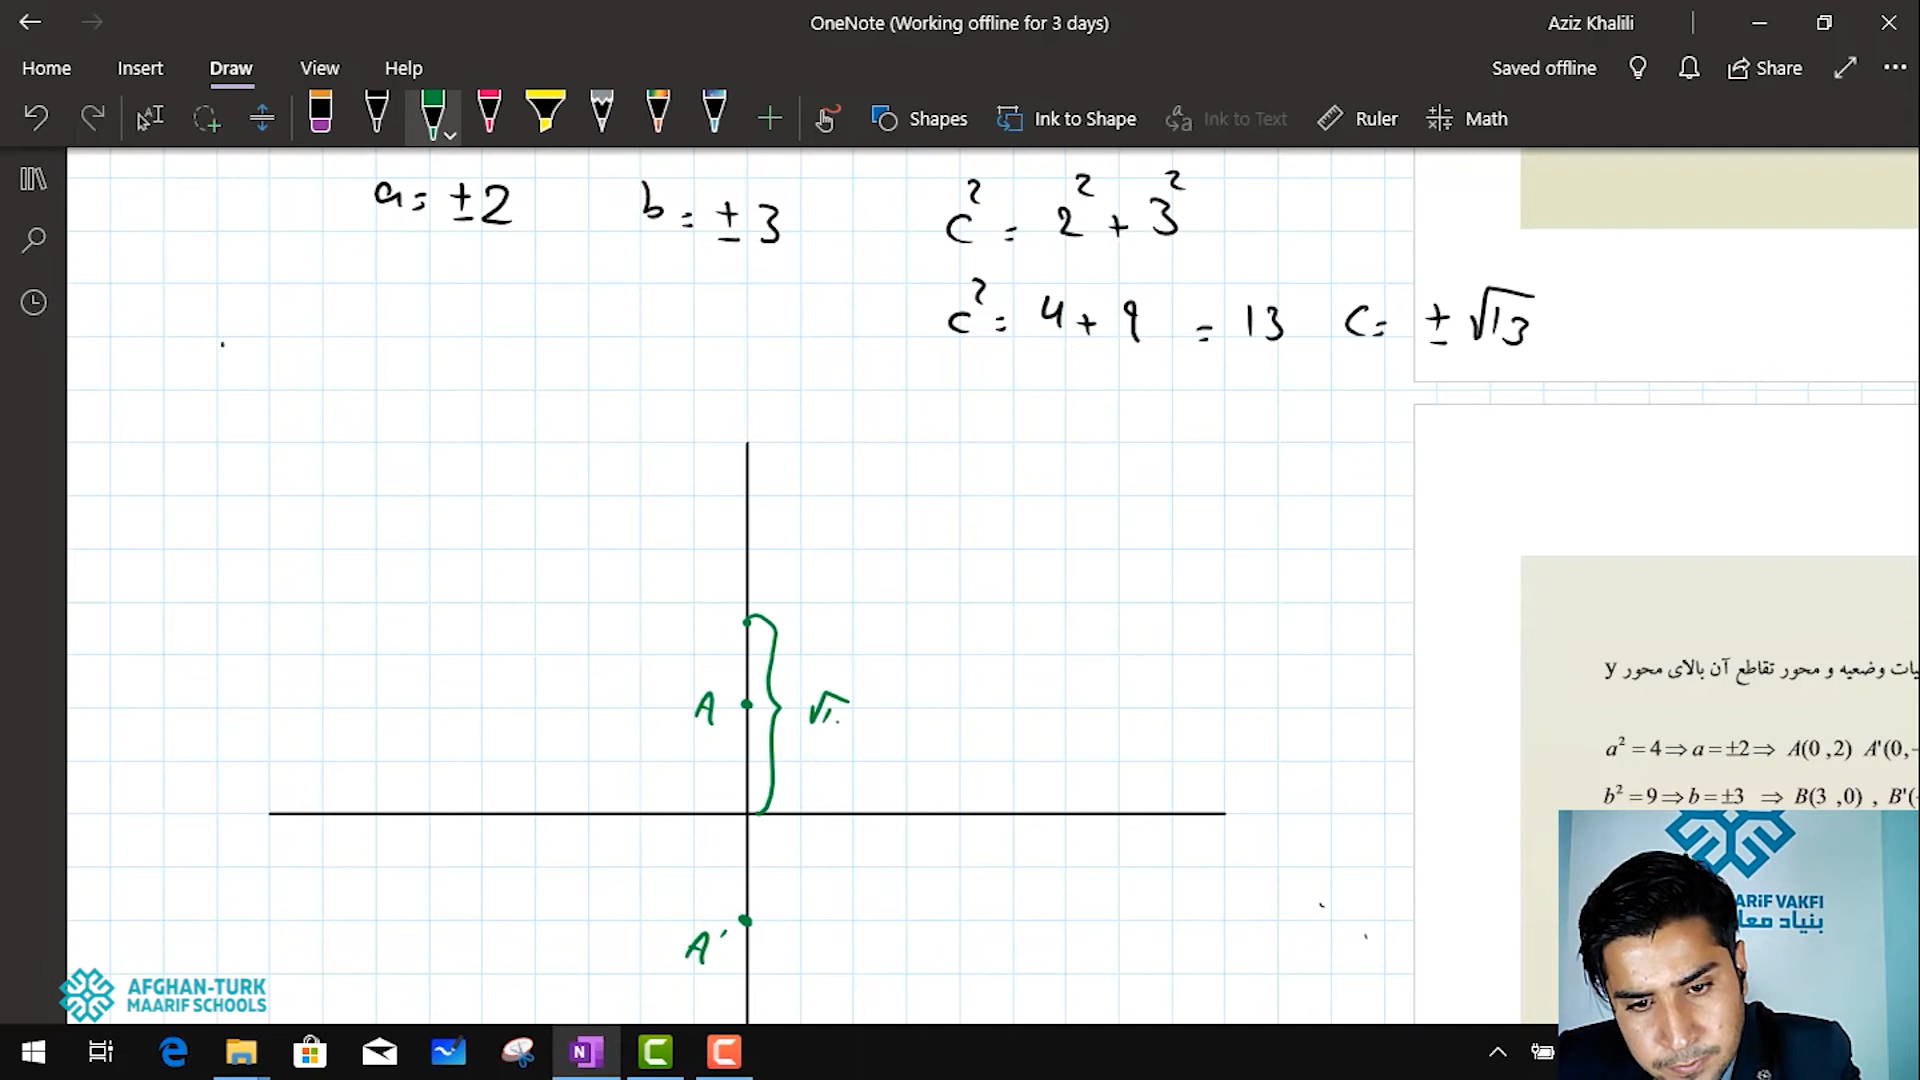 OneNote (Working offline for 3 days)
Aziz Khalili
Home Insert Draw View Help
Saved offline Share
Shapes Ink to Shape Ink to Text Ruler Math
a = ±2 b = ±3 c² = 2² + 3²
c² = 4 + 9 = 13 c = ±√13
A √1
A'
یات وضعیه و محور تقاطع آن بالای محور y
a² = 4 ⇒ a = ±2 ⇒ A(0 ,2) A'(0,-
b² = 9 ⇒ b = ±3 ⇒ B(3 ,0) , B'(-
ARİF VAKFI
بنیاد معا
AFGHAN-TURK
MAARIF SCHOOLS